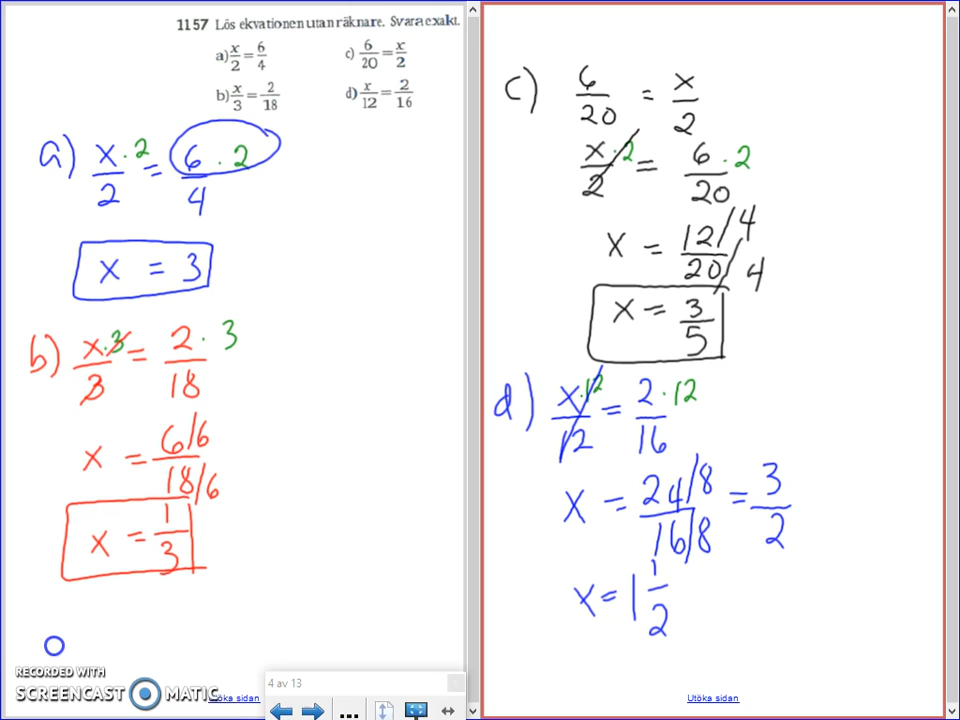 1157 Lös ekvationen utan räknare. Svara exakt.
a) x/2 = 6/4
c) 6/20 = x/2
b) x/3 = 2/18
d) x/12 = 2/16
a) x · 2 / 2 = 6 · 2 / 4
x = 3
b) x · 3 / 3 = 2 · 3 / 18
x = 6/6 / 18/6
x = 1/3
RECORDED WITH
SCREENCAST MATIC
Utöka sidan
4 av 13
c) 6/20 = x/2
x · 2 / 2 = 6 · 2 / 20
x = 12/4 / 20/4
x = 3/5
d) x · 12 / 12 = 2 · 12 / 16
x = 24/8 / 16/8 = 3/2
x = 1 1/2
Utöka sidan